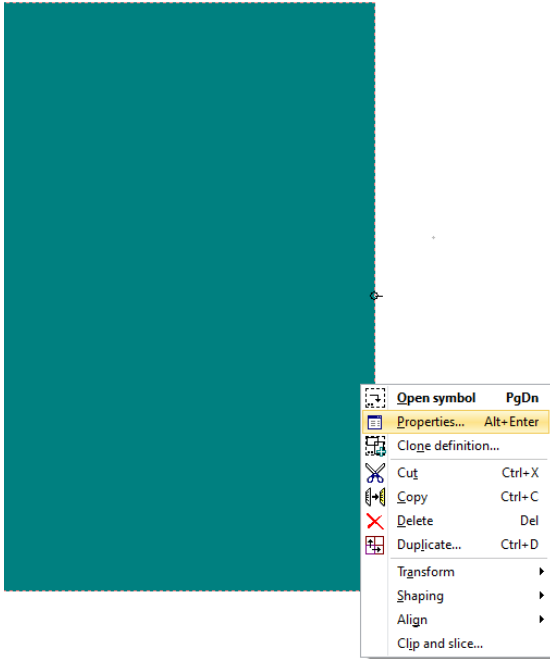 Open symbol PgDn
Properties... Alt+Enter
Clone definition...
Cut Ctrl+X
Copy Ctrl+C
Delete Del
Duplicate... Ctrl+D
Transform
Shaping
Align
Clip and slice...